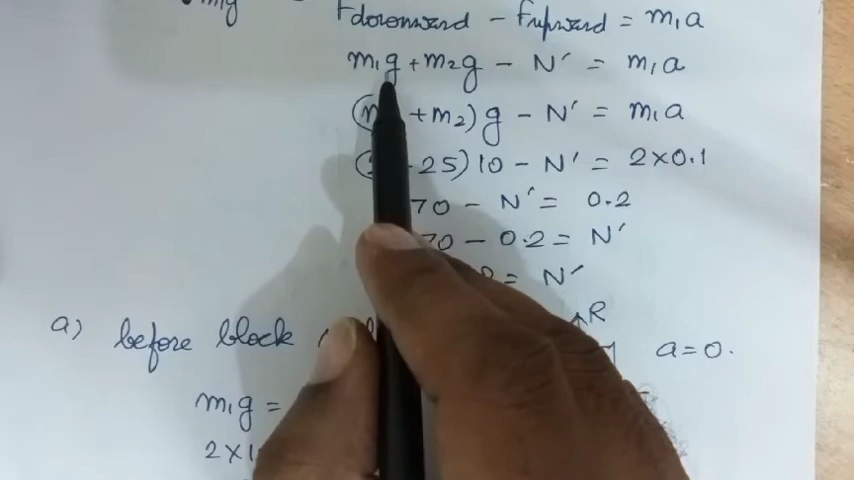 m₁g
Fdownward - Fupward = m₁a
m₁g + m₂g - N′ = m₁a
+ m₂) g - N′ = m₁a
25) 10 - N′ = 2 × 0.1
70 - N′ = 0.2
70 - 0.2 = N′
= N′
R
a) before block a = 0.
m₁g =
2 ×